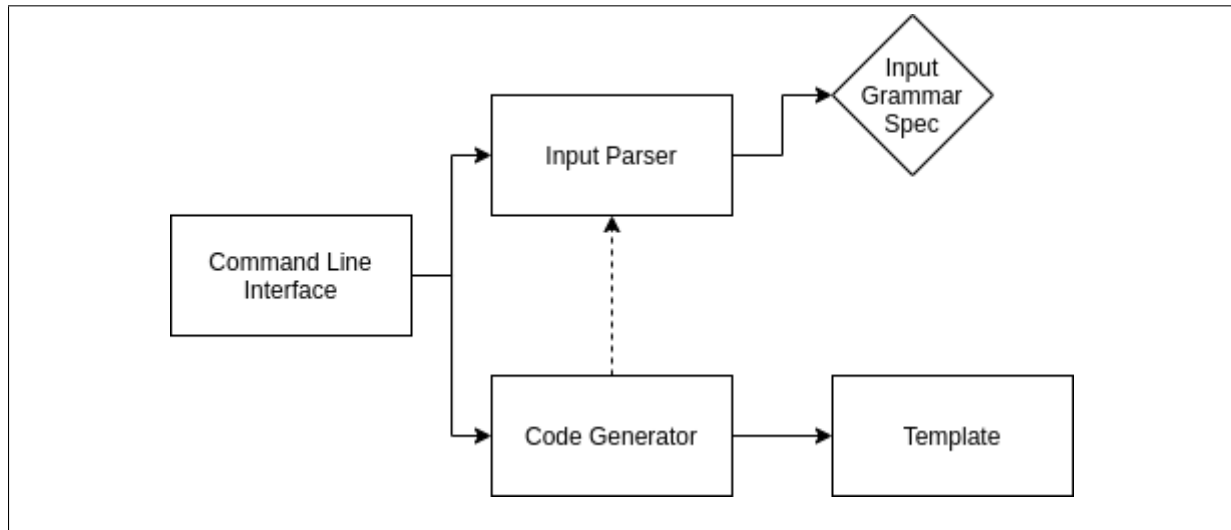 Input
Grammar
Spec
Input Parser
Command Line
Interface
Code Generator
Template